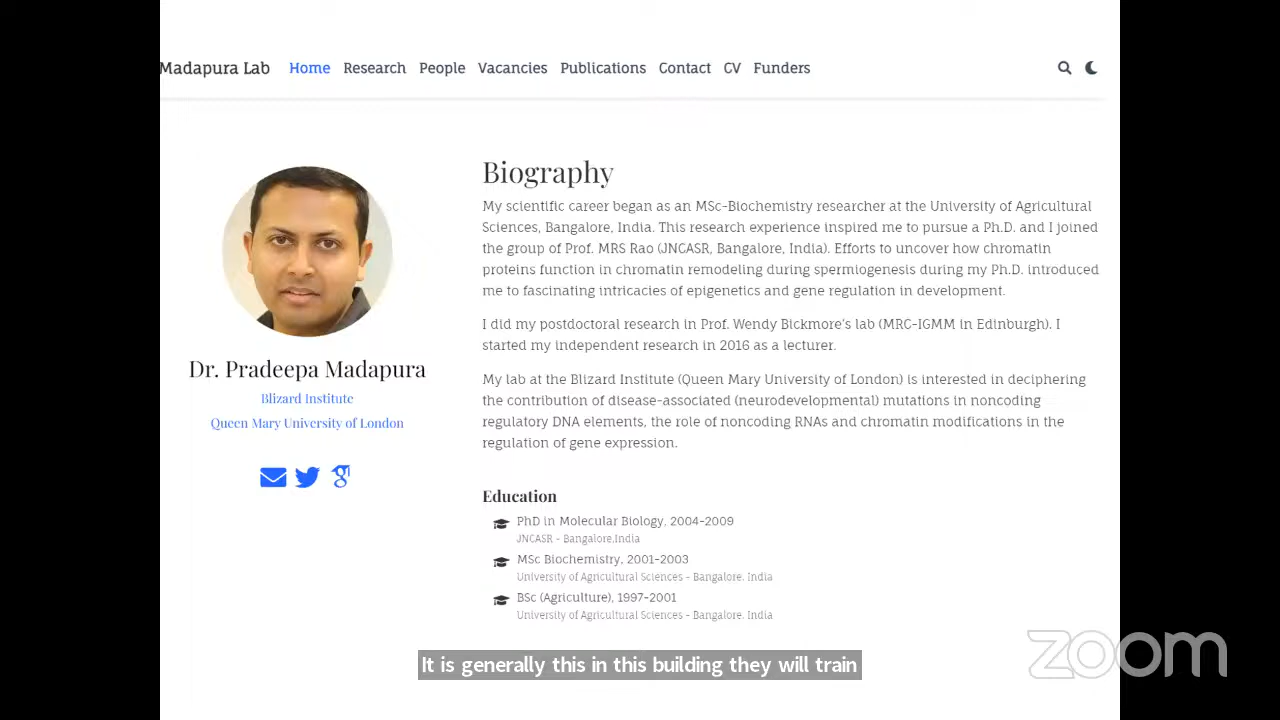 Madapura Lab Home Research People Vacancies Publications Contact CV Funders
Biography
My scientific career began as an MSc-Biochemistry researcher at the University of Agricultural
Sciences, Bangalore, India. This research experience inspired me to pursue a Ph.D. and I joined
the group of Prof. MRS Rao (JNCASR, Bangalore, India). Efforts to uncover how chromatin
proteins function in chromatin remodeling during spermiogenesis during my Ph.D. introduced
me to fascinating intricacies of epigenetics and gene regulation in development.
I did my postdoctoral research in Prof. Wendy Bickmore's lab (MRC-IGMM in Edinburgh). I
started my independent research in 2016 as a lecturer.
My lab at the Blizard Institute (Queen Mary University of London) is interested in deciphering
the contribution of disease-associated (neurodevelopmental) mutations in noncoding
regulatory DNA elements, the role of noncoding RNAs and chromatin modifications in the
regulation of gene expression.
Dr. Pradeepa Madapura
Blizard Institute
Queen Mary University of London
Education
PhD in Molecular Biology, 2004-2009
JNCASR - Bangalore,India
MSc Biochemistry, 2001-2003
University of Agricultural Sciences - Bangalore, India
BSc (Agriculture), 1997-2001
University of Agricultural Sciences - Bangalore, India
It is generally this in this building they will train
zoom